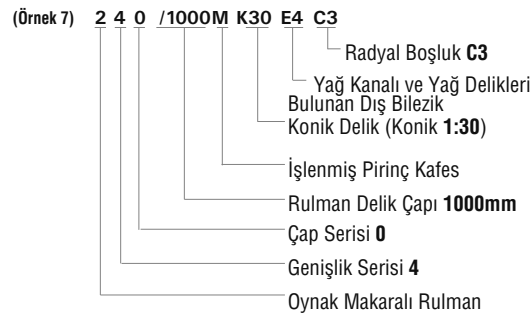 (Örnek 7) 2 4 0 /1000M K30 E4 C3
Radyal Boşluk C3
Yağ Kanalı ve Yağ Delikleri
Bulunan Dış Bilezik
Konik Delik (Konik 1:30)
İşlenmiş Pirinç Kafes
Rulman Delik Çapı 1000mm
Çap Serisi 0
Genişlik Serisi 4
Oynak Makaralı Rulman